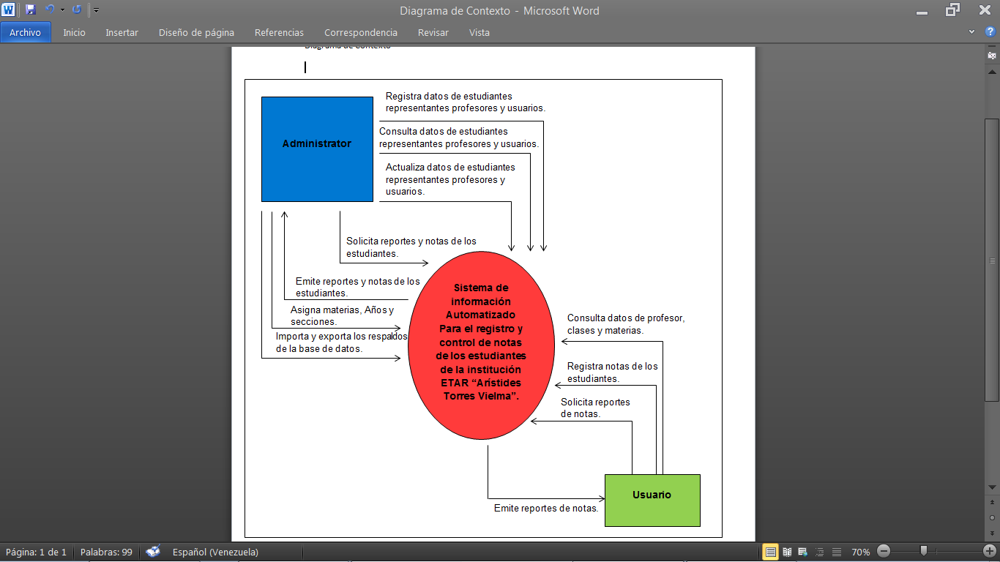 Diagrama de Contexto - Microsoft Word
Archivo
Inicio
Insertar
Diseño de página
Referencias
Correspondencia
Revisar
Vista
Diagrama de Contexto
Registra datos de estudiantes
representantes profesores y usuarios.
Administrator
Consulta datos de estudiantes
representantes profesores y usuarios.
Actualiza datos de estudiantes
representantes profesores y
usuarios.
Solicita reportes y notas de los
estudiantes.
Emite reportes y notas de los
estudiantes.
Asigna materias, Años y
secciones.
Importa y exporta los respaldos
de la base de datos.
Sistema de
información
Automatizado
Para el registro y
control de notas
de los estudiantes
de la institución
ETAR “Arístides
Torres Vielma”.
Consulta datos de profesor,
clases y materias.
Registra notas de los
estudiantes.
Solicita reportes
de notas.
Usuario
Emite reportes de notas.
Página: 1 de 1
Palabras: 99
Español (Venezuela)
70%